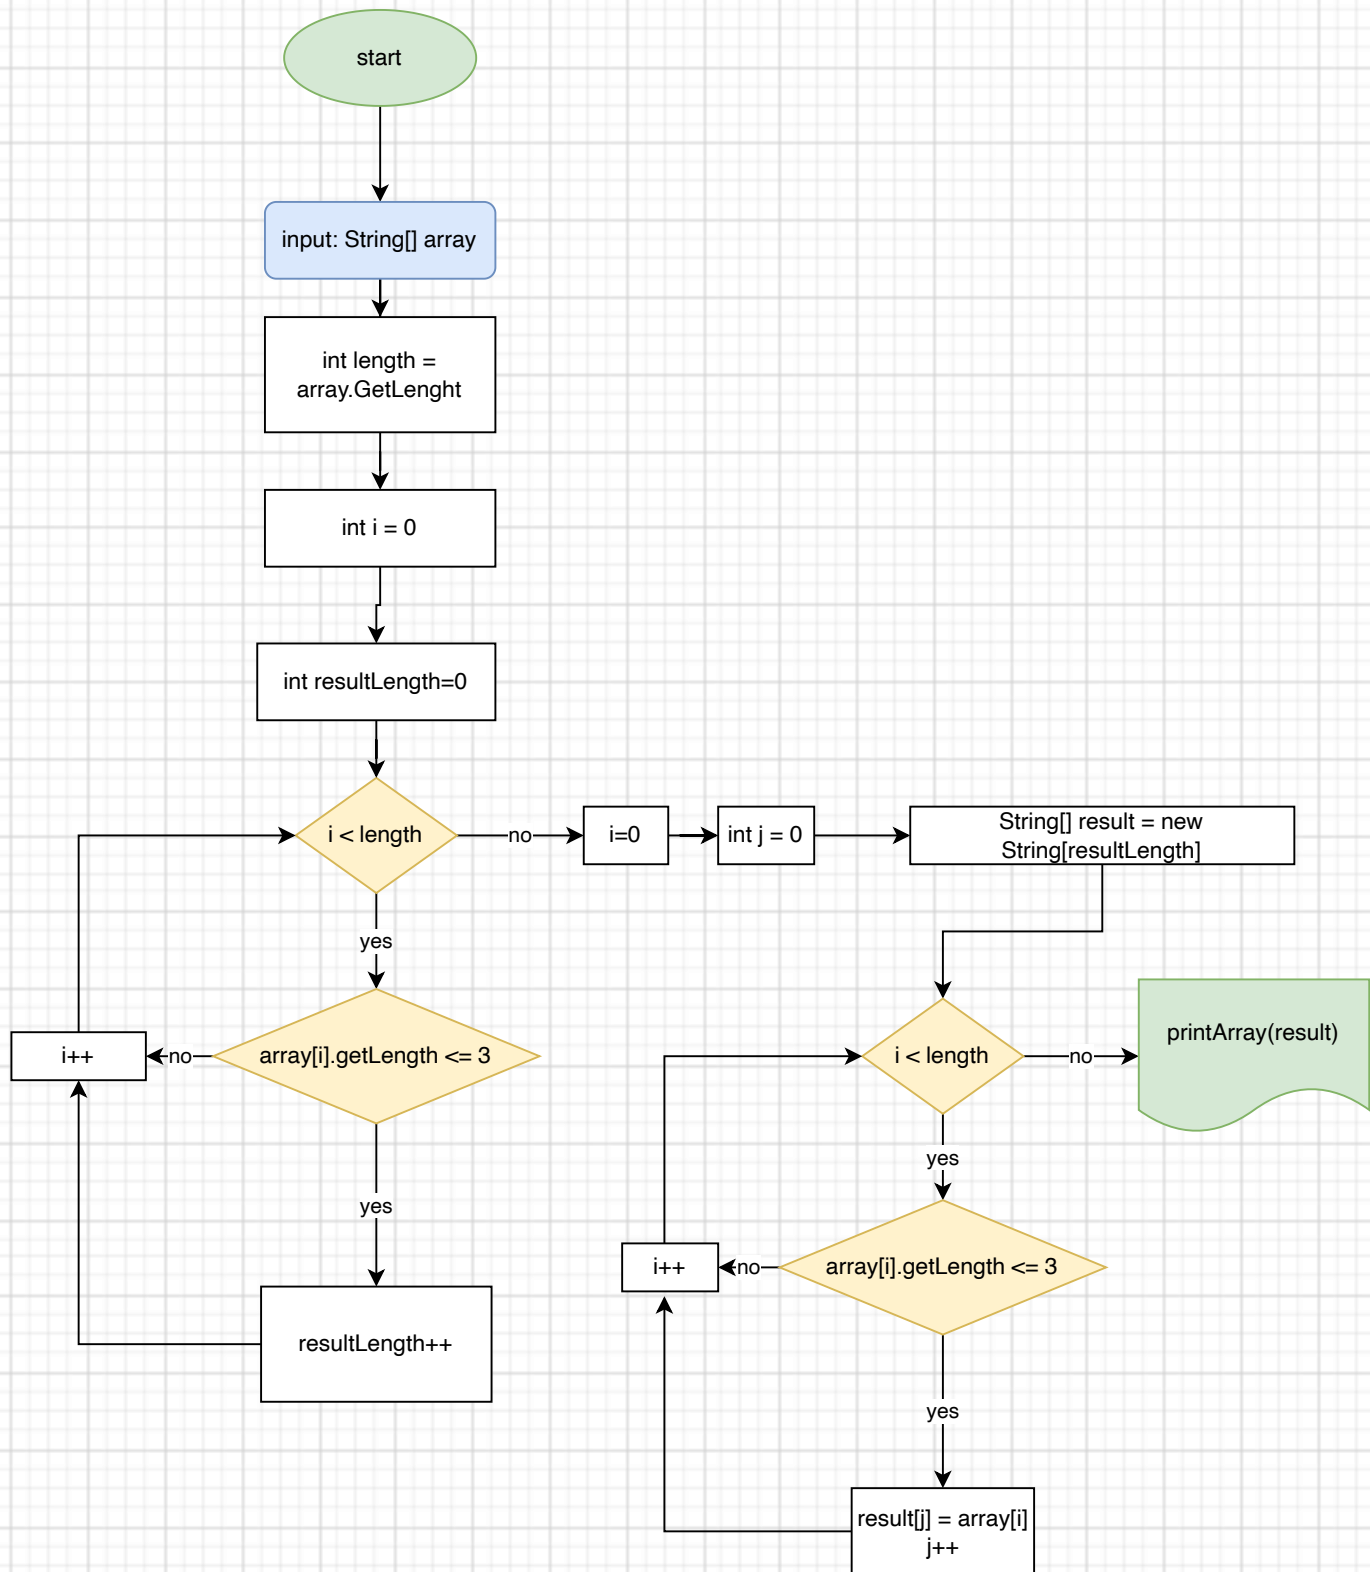 start
input: String[] array
int length =
array.GetLenght
int i = 0
int resultLength=0
i < length
no
i=0
int j = 0
String[] result = new
String[resultLength]
yes
array[i].getLength <= 3
no
i++
yes
resultLength++
i < length
no
printArray(result)
yes
array[i].getLength <= 3
no
i++
yes
result[j] = array[i]
j++